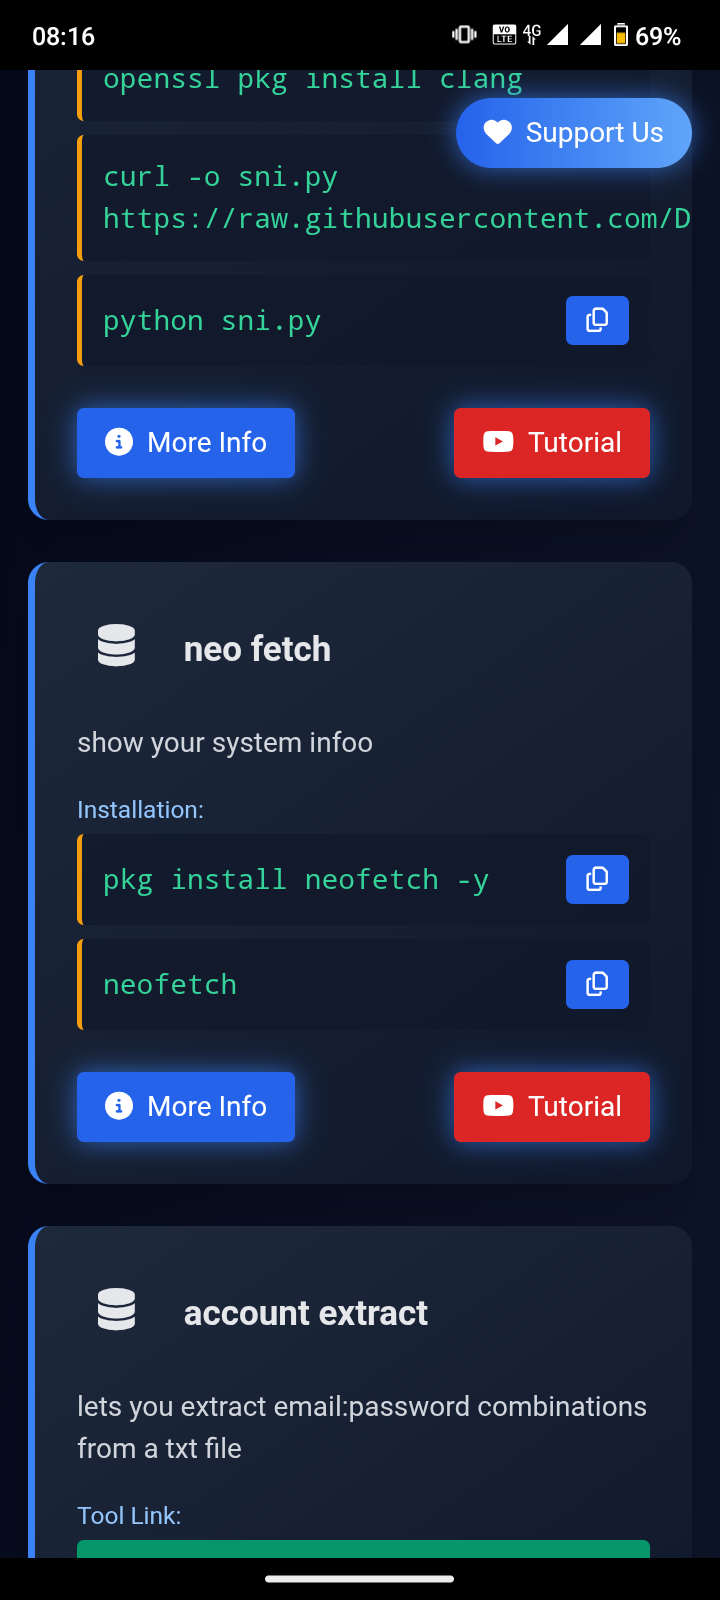 08:16
VO
LTE
4G
69%
openssl pkg install clang
Support Us
curl -o sni.py
https://raw.githubusercontent.com/D
python sni.py
More Info
Tutorial
neo fetch
show your system infoo
Installation:
pkg install neofetch -y
neofetch
More Info
Tutorial
account extract
lets you extract email:password combinations
from a txt file
Tool Link: